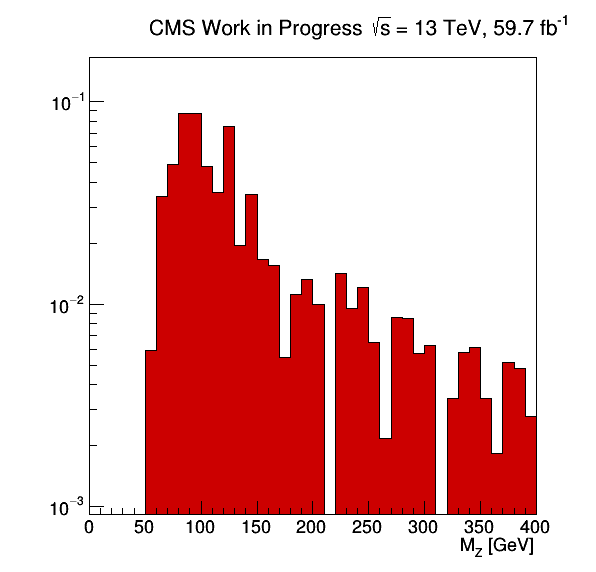 CMS Work in Progress √s = 13 TeV, 59.7 fb⁻¹
10⁻¹
10⁻²
10⁻³
0 50 100 150 200 250 300 350 400
M_Z [GeV]